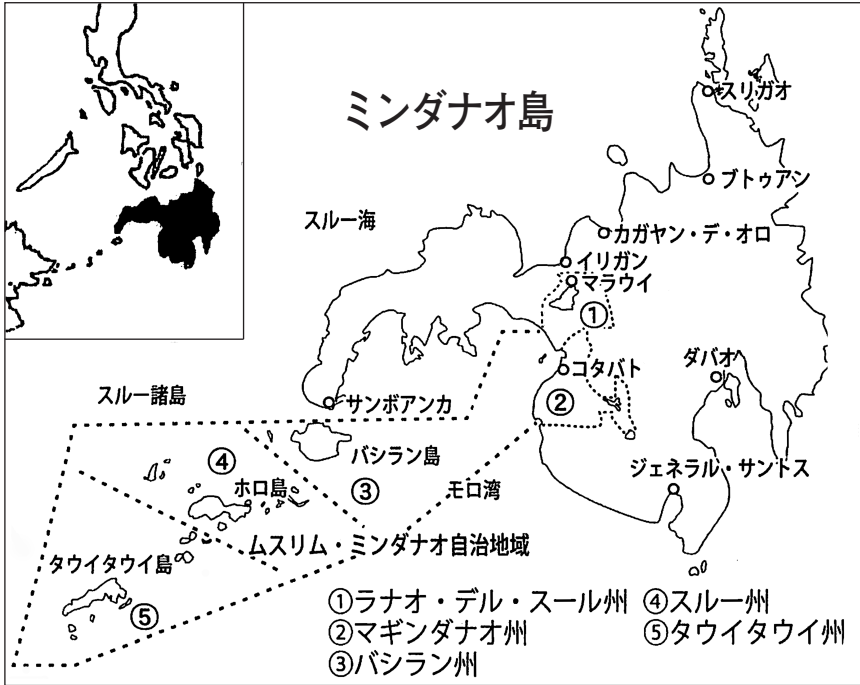 ミンダナオ島
スリガオ
ブトゥアン
スルー海
カガヤン・デ・オロ
イリガン
マラウイ
①
コタバト
ダバオ
スルー諸島
サンボアンカ
②
バシラン島
④
ジェネラル・サントス
ホロ島
③
モロ湾
ムスリム・ミンダナオ自治地域
タウイタウイ島
⑤
①ラナオ・デル・スール州 ④スルー州
②マギンダナオ州 ⑤タウイタウイ州
③バシラン州